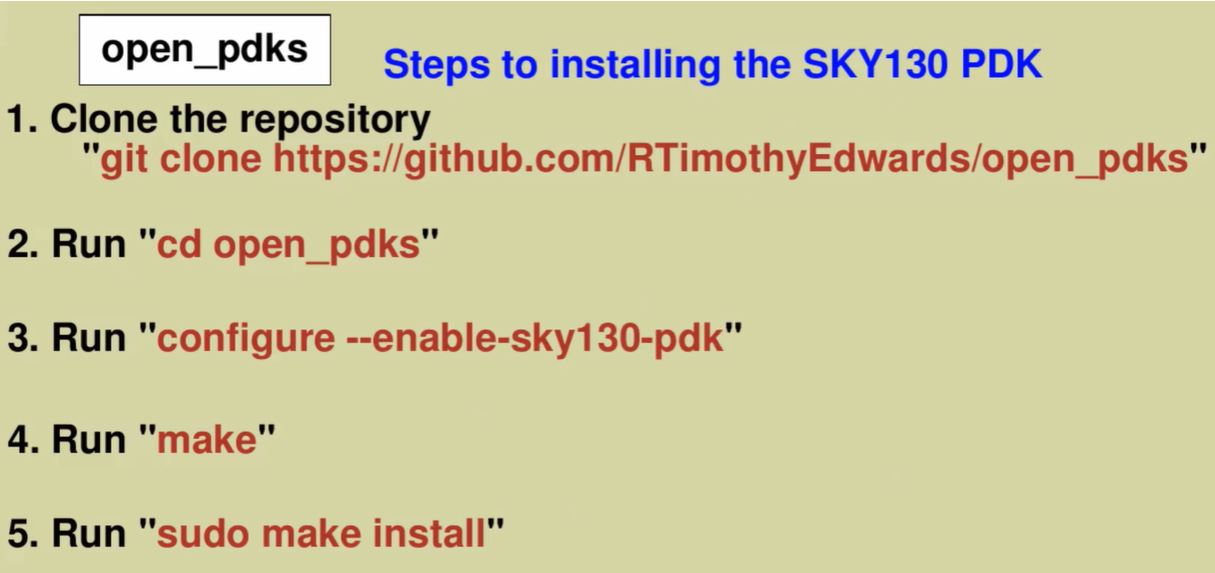 open_pdks
Steps to installing the SKY130 PDK
1. Clone the repository
"git clone https://github.com/RTimothyEdwards/open_pdks"
2. Run "cd open_pdks"
3. Run "configure --enable-sky130-pdk"
4. Run "make"
5. Run "sudo make install"